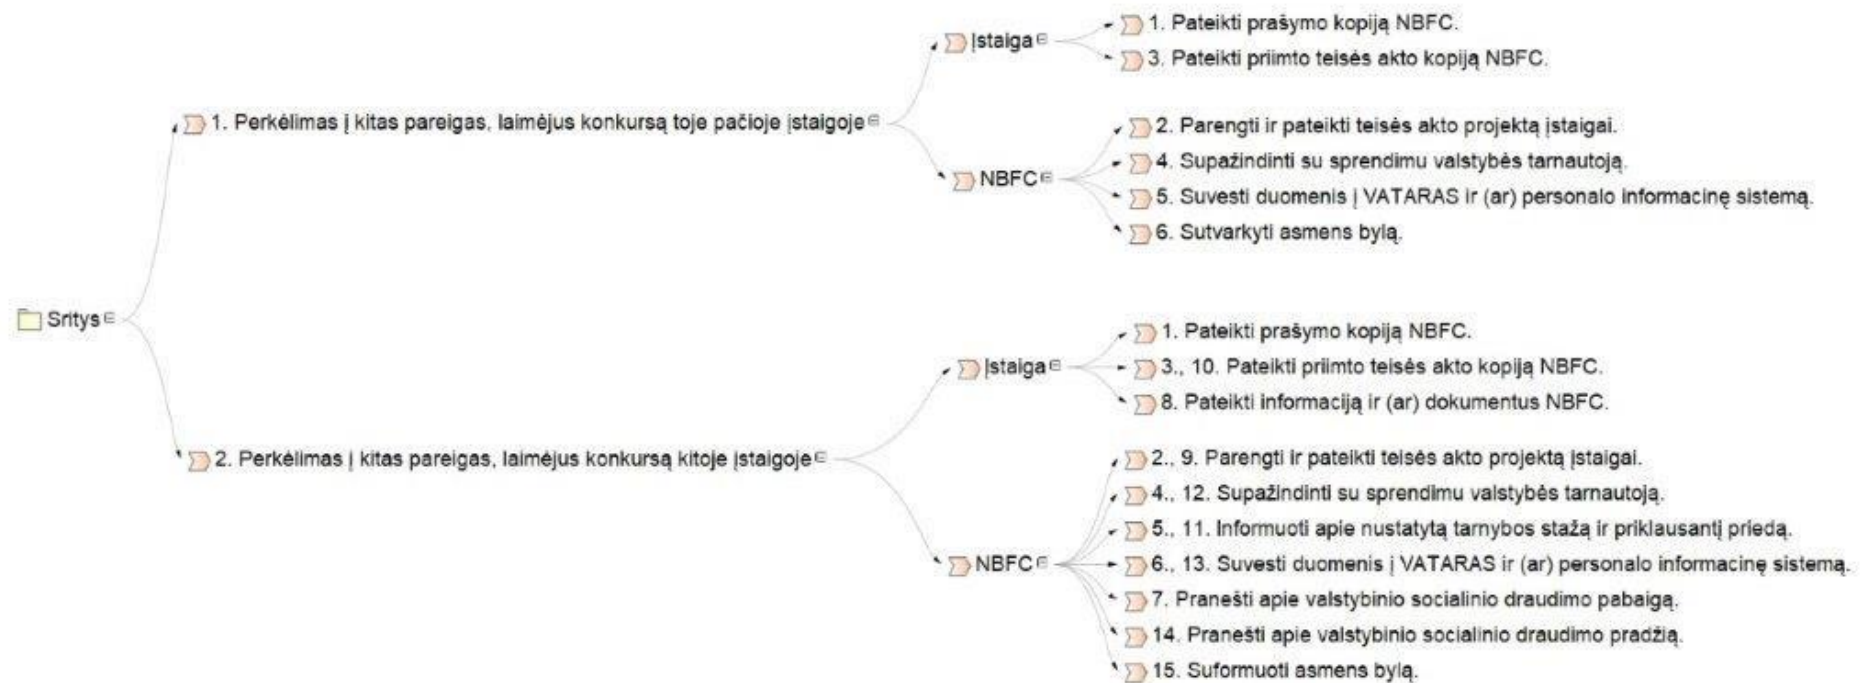 Sritys
1. Perkėlimas į kitas pareigas, laimėjus konkursą toje pačioje įstaigoje
Įstaiga
1. Pateikti prašymo kopiją NBFC.
3. Pateikti priimto teisės akto kopiją NBFC.
NBFC
2. Parengti ir pateikti teisės akto projektą įstaigai.
4. Supažindinti su sprendimu valstybės tarnautoją.
5. Suvesti duomenis į VATARAS ir (ar) personalo informacinę sistemą.
6. Sutvarkyti asmens bylą.
2. Perkėlimas į kitas pareigas, laimėjus konkursą kitoje įstaigoje
Įstaiga
1. Pateikti prašymo kopiją NBFC.
3., 10. Pateikti priimto teisės akto kopiją NBFC.
8. Pateikti informaciją ir (ar) dokumentus NBFC.
NBFC
2., 9. Parengti ir pateikti teisės akto projektą įstaigai.
4., 12. Supažindinti su sprendimu valstybės tarnautoją.
5., 11. Informuoti apie nustatytą tarnybos stažą ir priklausantį priedą.
6., 13. Suvesti duomenis į VATARAS ir (ar) personalo informacinę sistemą.
7. Pranešti apie valstybinio socialinio draudimo pabaigą.
14. Pranešti apie valstybinio socialinio draudimo pradžią.
15. Suformuoti asmens bylą.